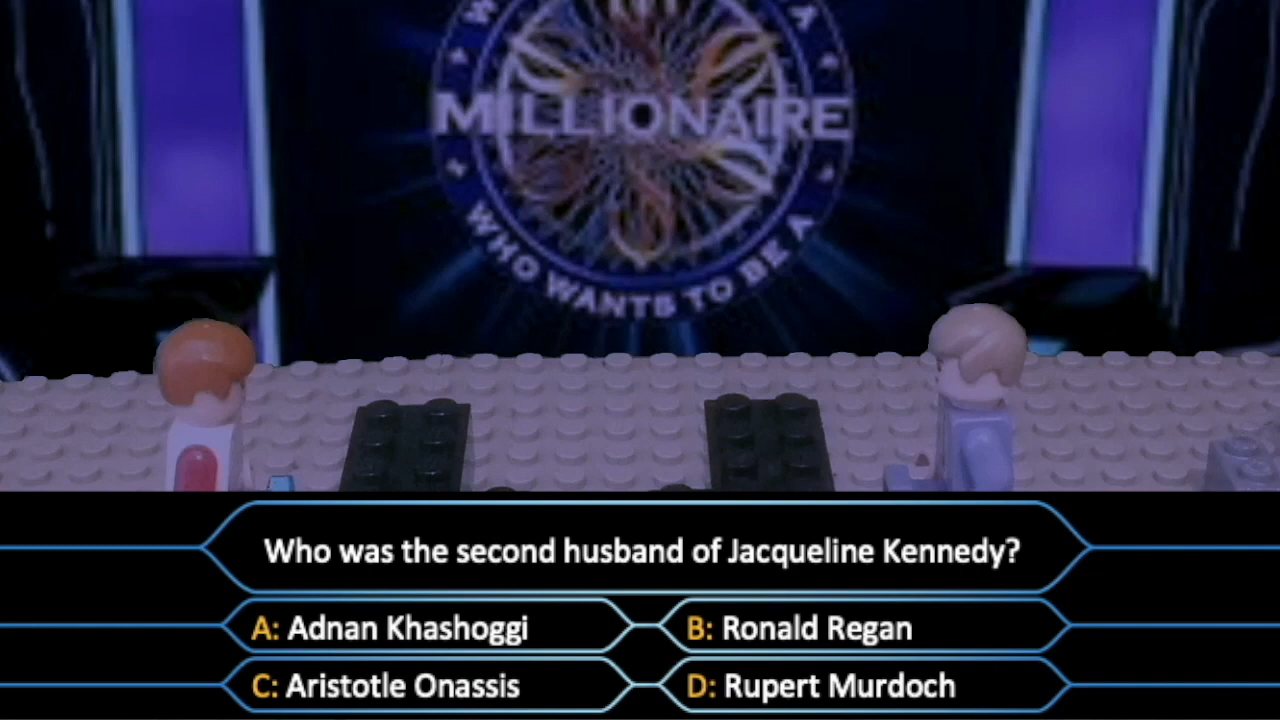 MILLIONAIRE
WHO WANTS TO BE A
Who was the second husband of Jacqueline Kennedy?
A: Adnan Khashoggi
B: Ronald Regan
C: Aristotle Onassis
D: Rupert Murdoch